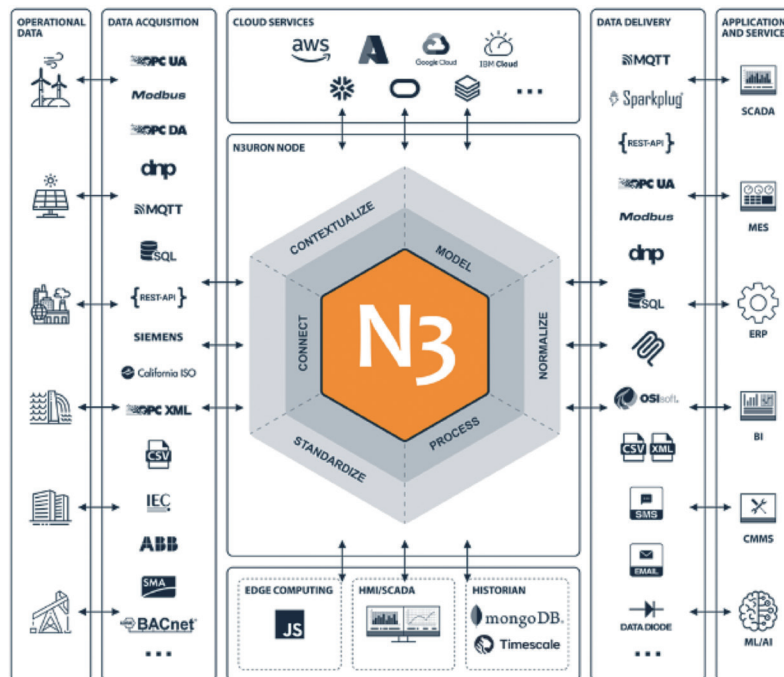 OPERATIONAL
DATA
DATA ACQUISITION
OPC UA
Modbus
OPC DA
dnp
MQTT
SQL
{REST-API}
SIEMENS
California ISO
OPC XML
CSV
IEC
ABB
SMA
BACnet
...
CLOUD SERVICES
aws
Google Cloud
IBM Cloud
...
N3URON NODE
CONTEXTUALIZE
MODEL
CONNECT
N3
NORMALIZE
STANDARDIZE
PROCESS
EDGE COMPUTING
JS
HMI/SCADA
HISTORIAN
mongoDB®
Timescale
DATA DELIVERY
MQTT
Sparkplug
{REST-API}
OPC UA
Modbus
dnp
SQL
OSIsoft.
CSV XML
SMS
EMAIL
DATA DIODE
...
APPLICATION
AND SERVICE
SCADA
MES
ERP
BI
CMMS
ML/AI